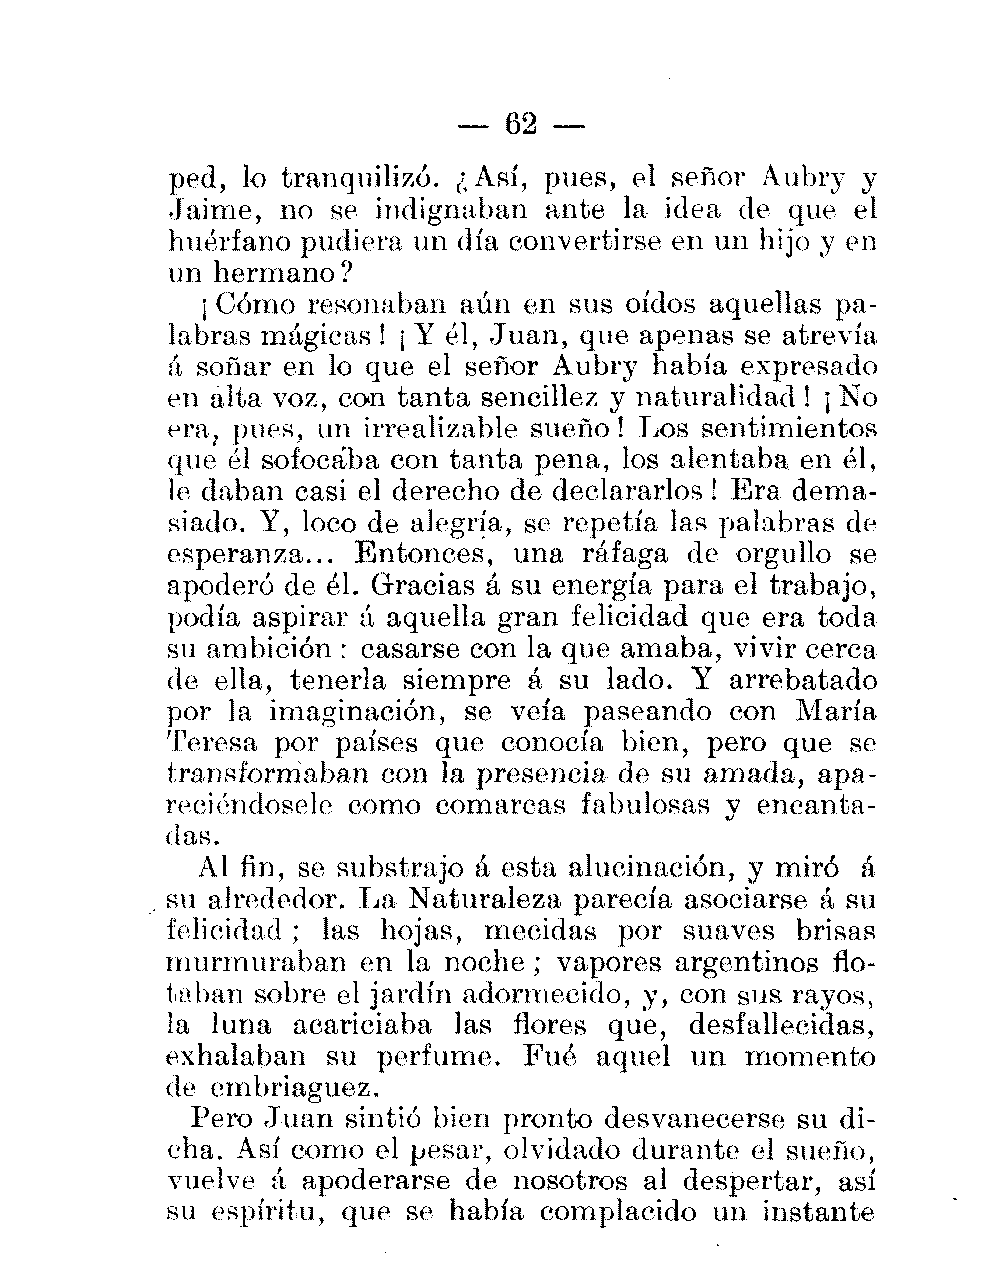 — 62 —
ped, lo tranquilizó. ¿Así, pues, el señor Aubry y
Jaime, no se indignaban ante la idea de que el
huérfano pudiera un día convertirse en un hijo y en
un hermano?
¡Cómo resonaban aún en sus oídos aquellas pa-
labras mágicas! ¡Y él, Juan, que apenas se atrevía
á soñar en lo que el señor Aubry había expresado
en alta voz, con tanta sencillez y naturalidad! ¡No
era, pues, un irrealizable sueño! Los sentimientos
que él sofocaba con tanta pena, los alentaba en él,
le daban casi el derecho de declararlos! Era dema-
siado. Y, loco de alegría, se repetía las palabras de
esperanza... Entonces, una ráfaga de orgullo se
apoderó de él. Gracias á su energía para el trabajo,
podía aspirar á aquella gran felicidad que era toda
su ambición: casarse con la que amaba, vivir cerca
de ella, tenerla siempre á su lado. Y arrebatado
por la imaginación, se veía paseando con María
Teresa por países que conocía bien, pero que se
transformaban con la presencia de su amada, apa-
reciéndosele como comarcas fabulosas y encanta-
das.
Al fin, se substrajo á esta alucinación, y miró á
su alrededor. La Naturaleza parecía asociarse á su
felicidad; las hojas, mecidas por suaves brisas
murmuraban en la noche; vapores argentinos flo-
taban sobre el jardín adormecido, y, con sus rayos,
la luna acariciaba las flores que, desfallecidas,
exhalaban su perfume. Fué aquel un momento
de embriaguez.
Pero Juan sintió bien pronto desvanecerse su di-
cha. Así como el pesar, olvidado durante el sueño,
vuelve á apoderarse de nosotros al despertar, así
su espíritu, que se había complacido un instante